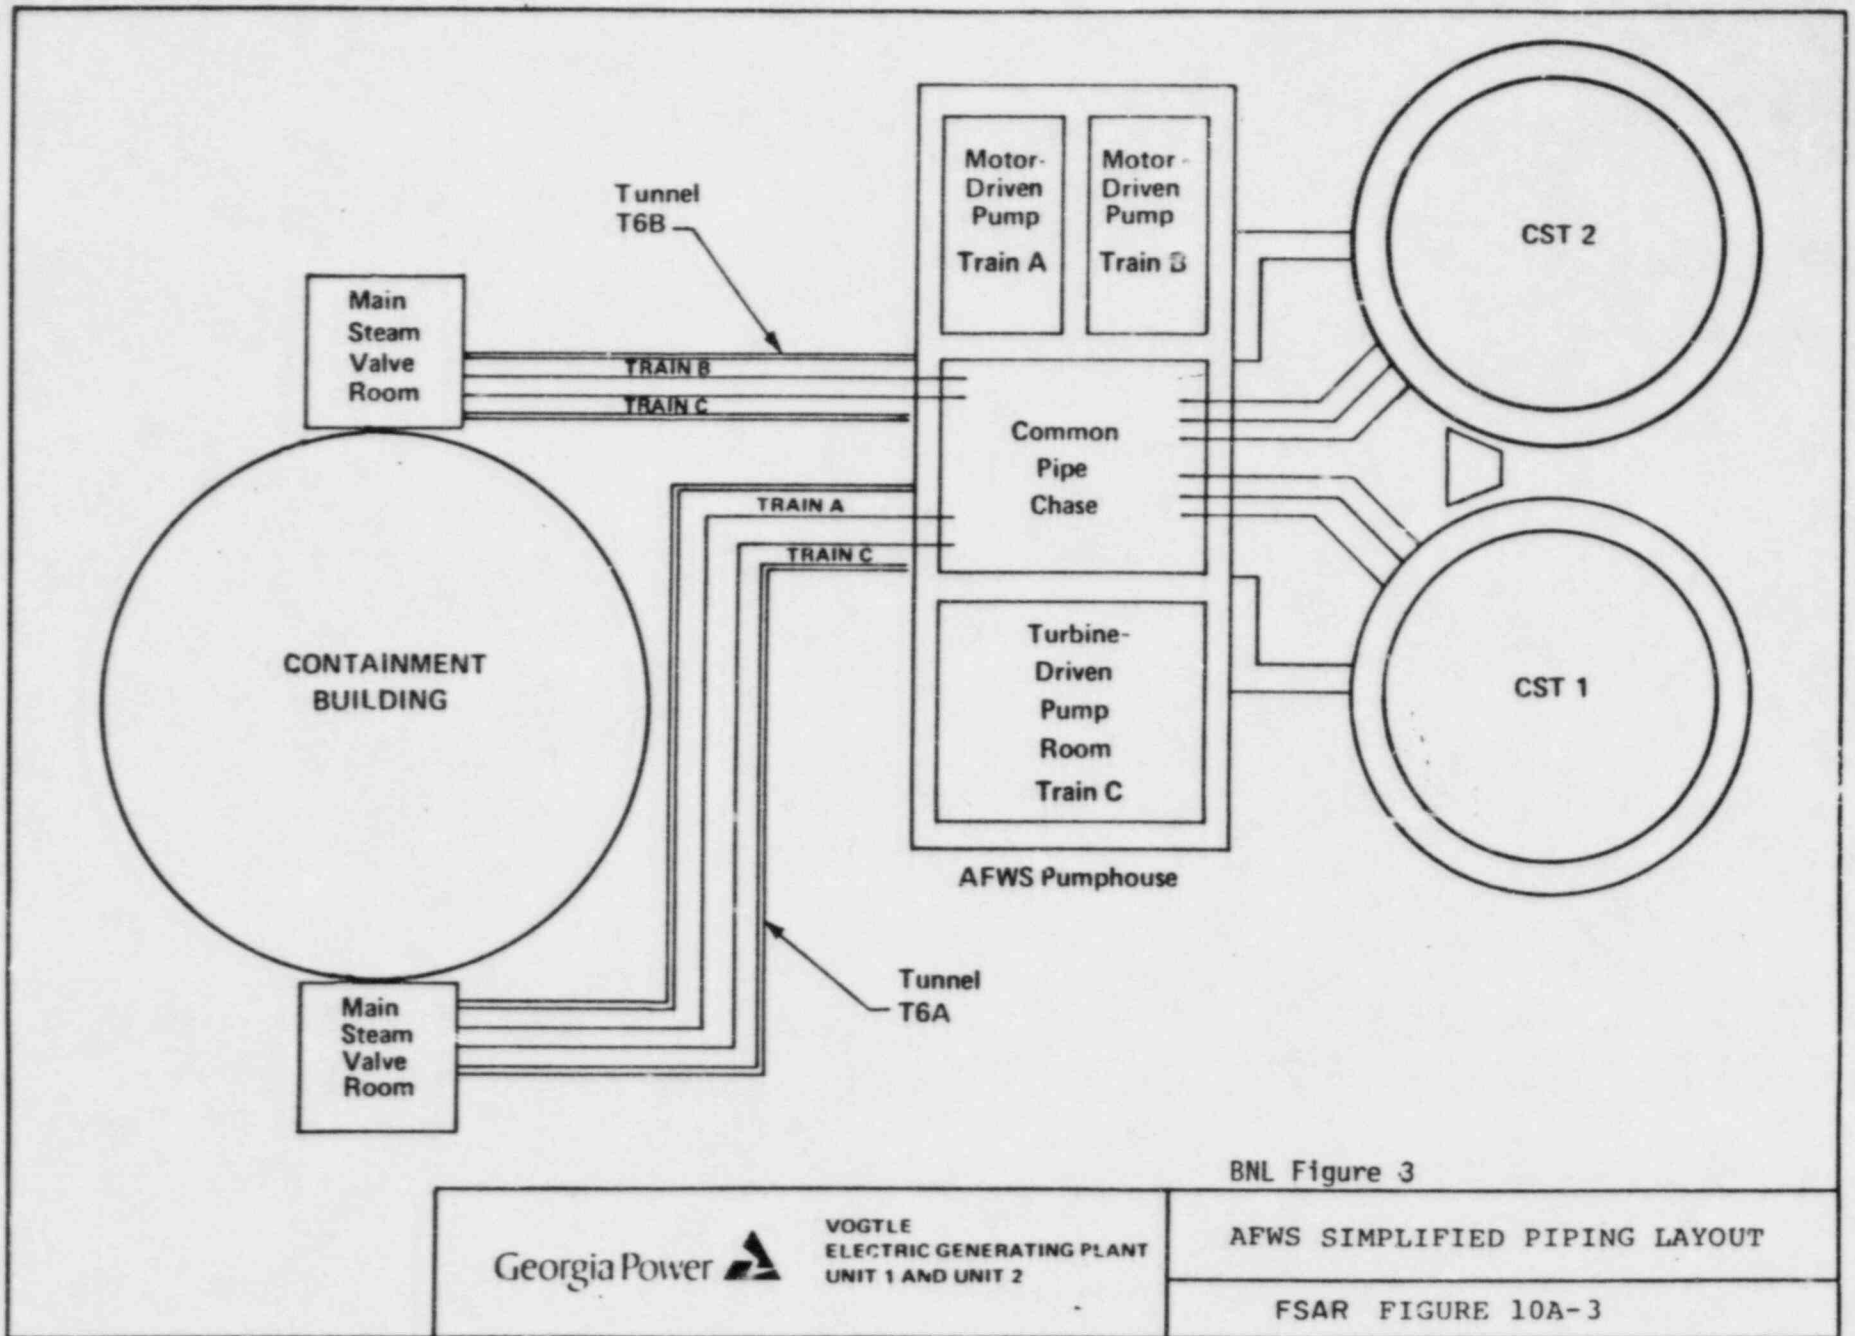 Motor-
Driven
Pump
Train A
Motor-
Driven
Pump
Train B
CST 2
Tunnel
T6B
Main
Steam
Valve
Room
TRAIN B
TRAIN C
Common
Pipe
Chase
TRAIN A
TRAIN C
CONTAINMENT
BUILDING
Turbine-
Driven
Pump
Room
Train C
CST 1
AFWS Pumphouse
Tunnel
T6A
Main
Steam
Valve
Room
BNL Figure 3
Georgia Power
VOGTLE
ELECTRIC GENERATING PLANT
UNIT 1 AND UNIT 2
AFWS SIMPLIFIED PIPING LAYOUT
FSAR FIGURE 10A-3